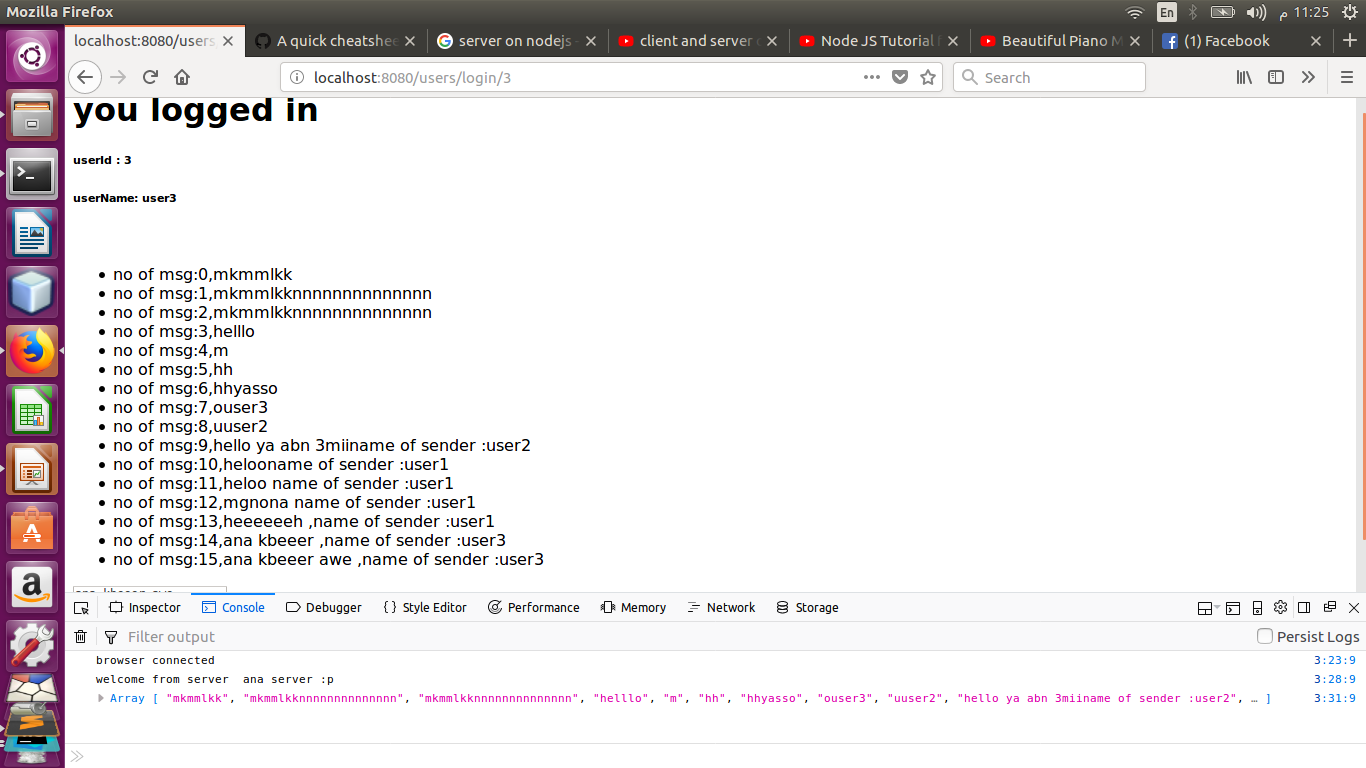 Mozilla Firefox
En
11:25 م
localhost:8080/users
A quick cheatshee
server on nodejs -
client and server
Node JS Tutorial
Beautiful Piano M
(1) Facebook
localhost:8080/users/login/3
Search
you logged in
userId : 3
userName: user3
no of msg:0,mkmmlkk
no of msg:1,mkmmlkknnnnnnnnnnnnnn
no of msg:2,mkmmlkknnnnnnnnnnnnnn
no of msg:3,helllo
no of msg:4,m
no of msg:5,hh
no of msg:6,hhyasso
no of msg:7,ouser3
no of msg:8,uuser2
no of msg:9,hello ya abn 3miiname of sender :user2
no of msg:10,helooname of sender :user1
no of msg:11,heloo name of sender :user1
no of msg:12,mgnona name of sender :user1
no of msg:13,heeeeeeh ,name of sender :user1
no of msg:14,ana kbeeer ,name of sender :user3
no of msg:15,ana kbeeer awe ,name of sender :user3
Inspector
Console
Debugger
Style Editor
Performance
Memory
Network
Storage
Filter output
Persist Logs
browser connected 3:23:9
welcome from server ana server :p 3:28:9
Array [ "mkmmlkk", "mkmmlkknnnnnnnnnnnnnn", "mkmmlkknnnnnnnnnnnnnn", "helllo", "m", "hh", "hhyasso", "ouser3", "uuser2", "hello ya abn 3miiname of sender :user2", … ] 3:31:9